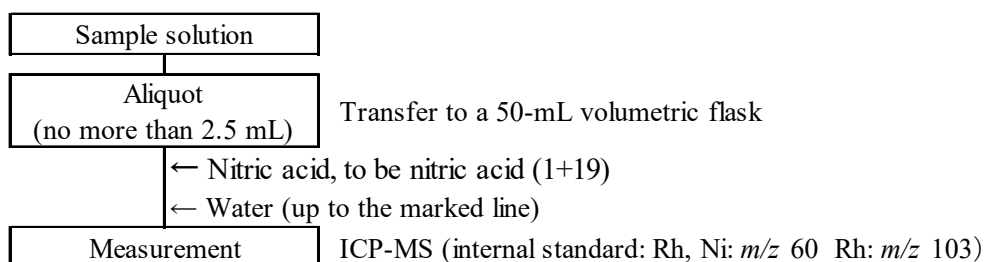 Sample solution
Aliquot
(no more than 2.5 mL)
Transfer to a 50-mL volumetric flask
← Nitric acid, to be nitric acid (1+19)
← Water (up to the marked line)
Measurement
ICP-MS (internal standard: Rh, Ni: m/z 60 Rh: m/z 103)